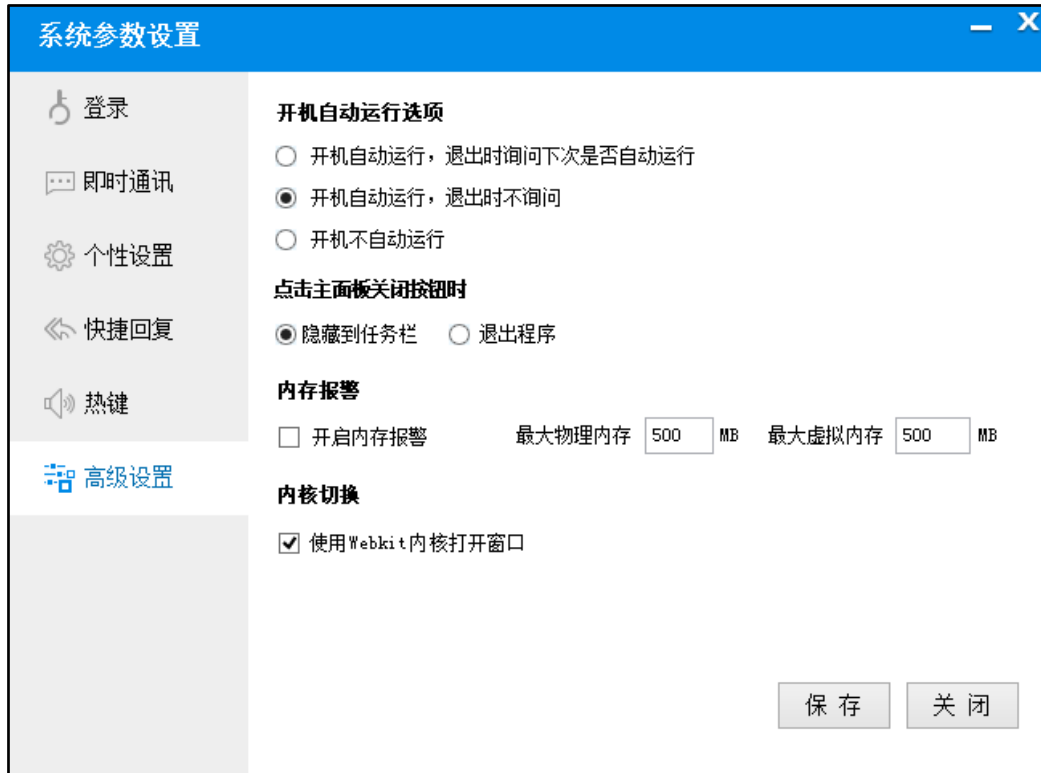 系统参数设置
登录
即时通讯
个性设置
快捷回复
热键
高级设置
开机自动运行选项
开机自动运行，退出时询问下次是否自动运行
开机自动运行，退出时不询问
开机不自动运行
点击主面板关闭按钮时
隐藏到任务栏 退出程序
内存报警
开启内存报警 最大物理内存 500 MB 最大虚拟内存 500 MB
内核切换
使用Webkit内核打开窗口
保存 关闭